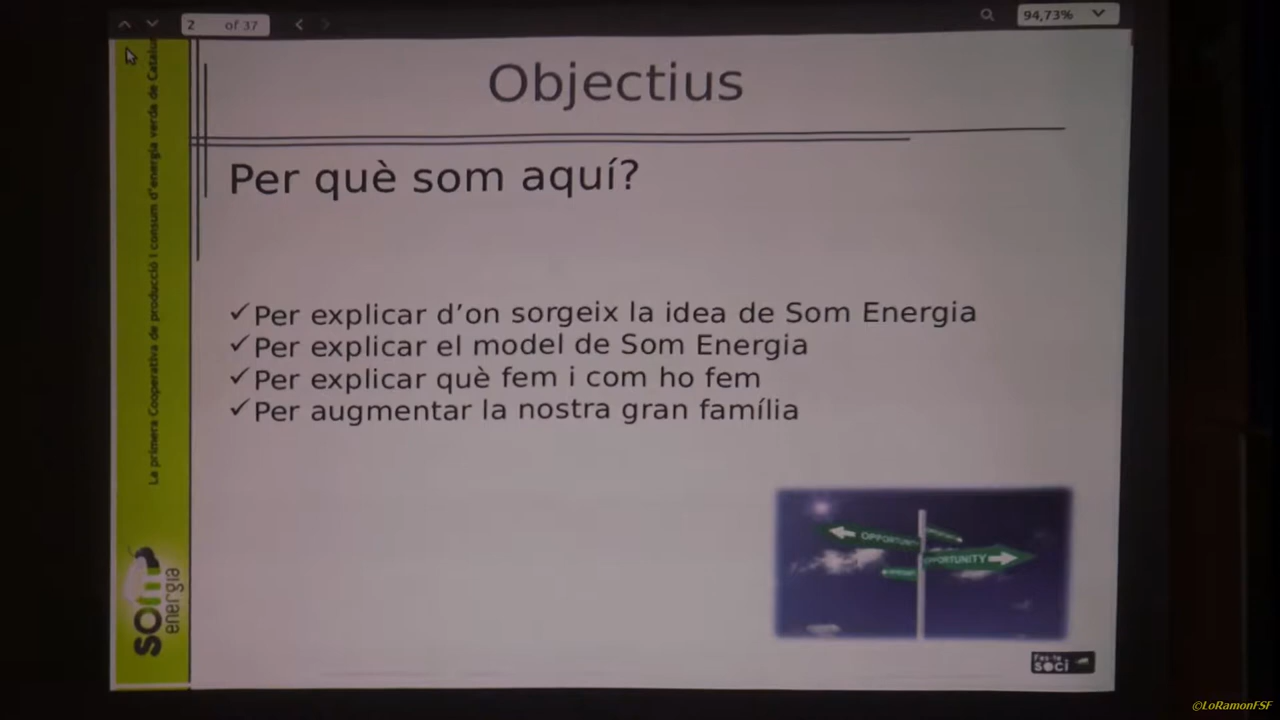 2 of 37
94,73%
Objectius
Per què som aquí?
✓Per explicar d’on sorgeix la idea de Som Energia
✓Per explicar el model de Som Energia
✓Per explicar què fem i com ho fem
✓Per augmentar la nostra gran família
La primera Cooperativa de producció i consum d'energia verda de
som
energia
OPPORTUNITY
Fes-te
soci
©LoRamonFSF